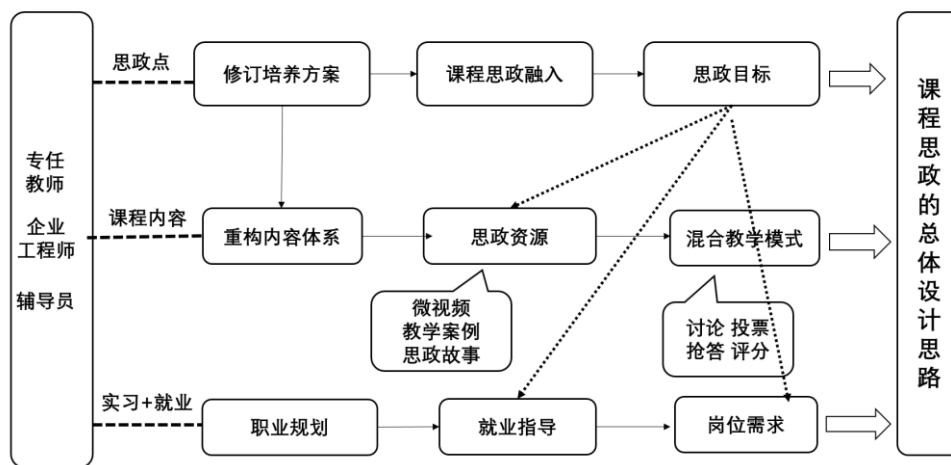 专任
教师
企业
工程师
辅导员
思政点
修订培养方案
课程思政融入
思政目标
课程内容
重构内容体系
思政资源
混合教学模式
微视频
教学案例
思政故事
讨论 投票
抢答 评分
实习+就业
职业规划
就业指导
岗位需求
课程思政的总体设计思路